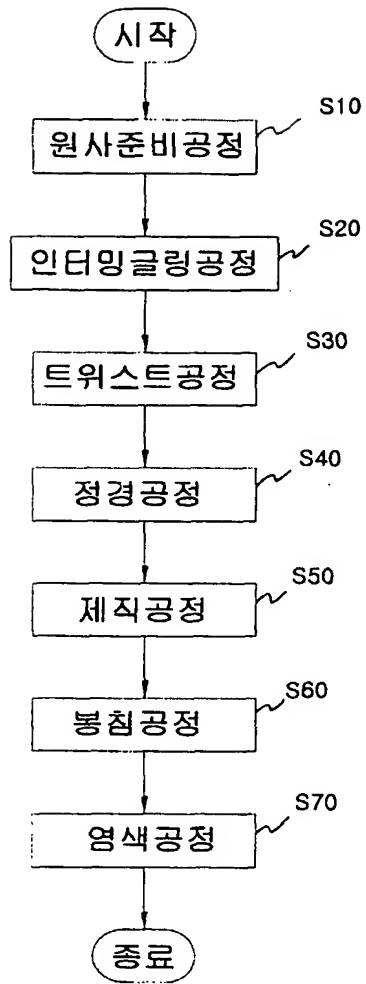 시작
S10
원사준비공정
S20
인터밍글링공정
S30
트위스트공정
S40
정경공정
S50
제직공정
S60
봉침공정
S70
염색공정
종료